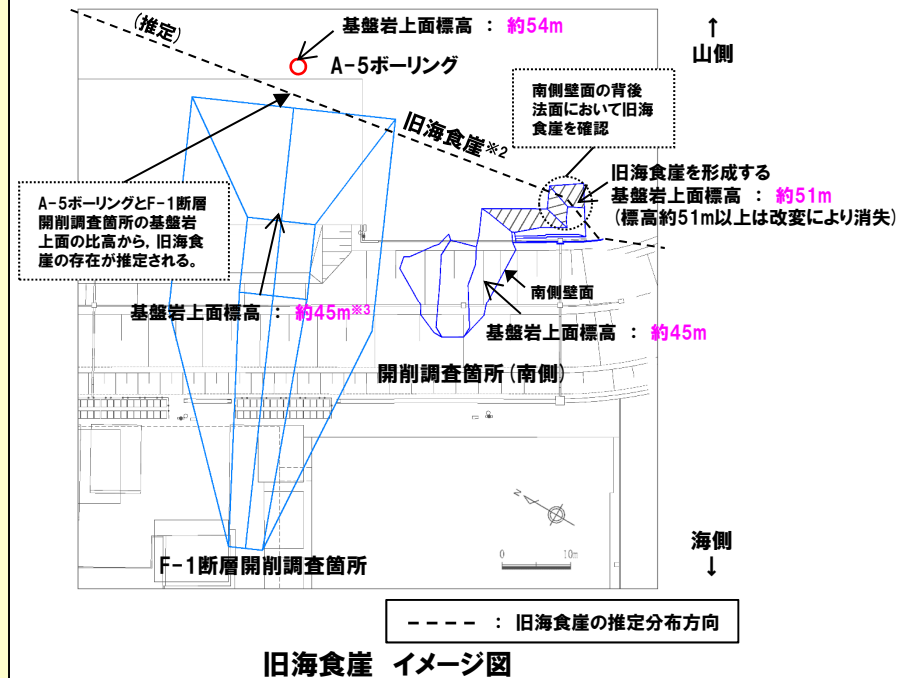 (推定)
基盤岩上面標高 : 約54m
A-5ボーリング
↑
山側
南側壁面の背後
法面において旧海
食崖を確認
旧海食崖※2
旧海食崖を形成する
基盤岩上面標高 : 約51m
(標高約51m以上は改変により消失)
A-5ボーリングとF-1断層
開削調査箇所の基盤岩
上面の比高から,旧海食
崖の存在が推定される。
南側壁面
基盤岩上面標高 : 約45m※3
基盤岩上面標高 : 約45m
開削調査箇所(南側)
N
0 10m
海側
↓
F-1断層開削調査箇所
---- : 旧海食崖の推定分布方向
旧海食崖 イメージ図